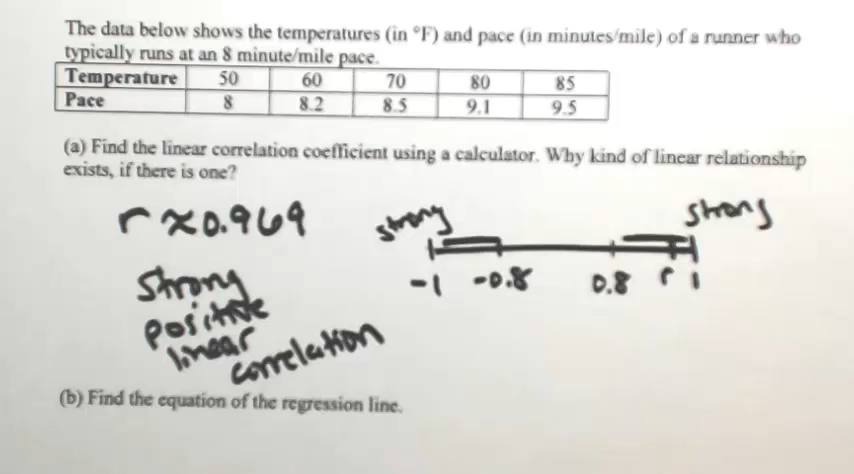 The data below shows the temperatures (in °F) and pace (in minutes/mile) of a runner who
typically runs at an 8 minute/mile pace.
Temperature 50 60 70 80 85
Pace 8 8.2 8.5 9.1 9.5
(a) Find the linear correlation coefficient using a calculator. Why kind of linear relationship
exists, if there is one?
r ≈ 0.969
strong
strong
-1 -0.8 0.8 r 1
strong
positive
linear
correlation
(b) Find the equation of the regression line.